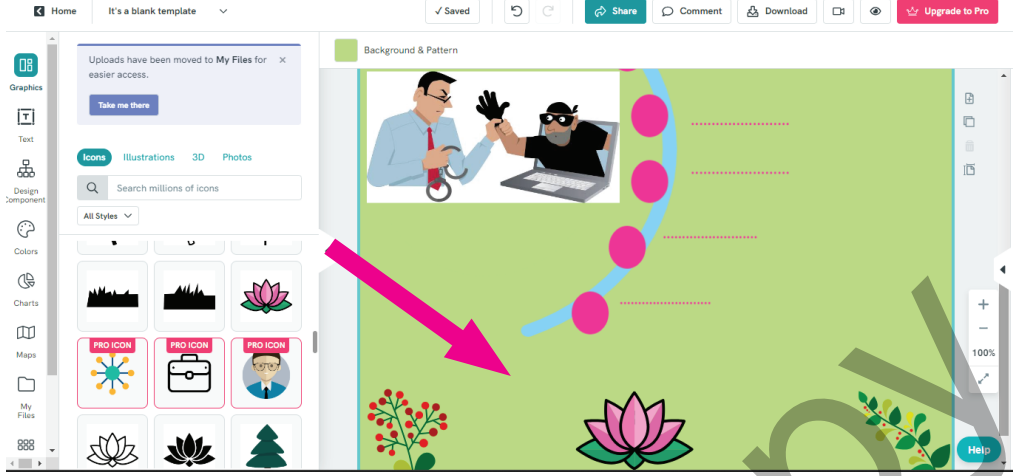 Home
It's a blank template
✓ Saved
Share
Comment
Download
Upgrade to Pro
Graphics
Text
Design
Component
Colors
Charts
Maps
My
Files
Uploads have been moved to My Files for
easier access.
Take me there
Icons Illustrations 3D Photos
Search millions of icons
All Styles
PRO ICON PRO ICON PRO ICON
Background & Pattern
100%
Help